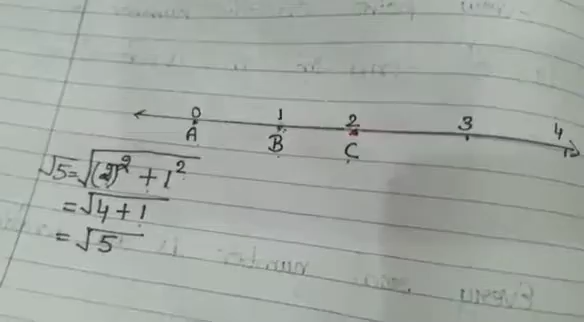 0 1 2 3 4
A B C
√5 = √(2)² + 1²
= √4 + 1
= √5